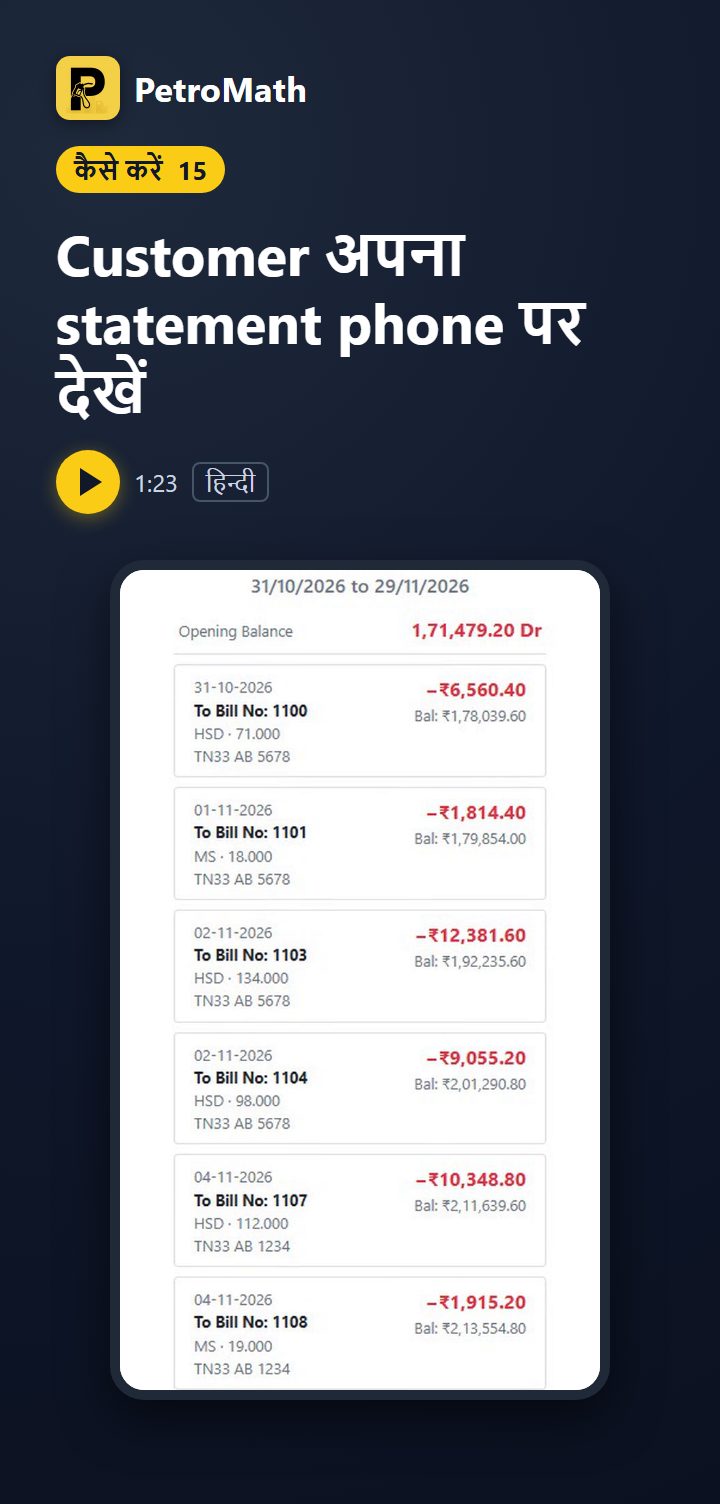 PetroMath
कैसे करें 15
Customer अपना
statement phone पर
देखें
1:23 हिन्दी
31/10/2026 to 29/11/2026
Opening Balance 1,71,479.20 Dr
31-10-2026 –₹6,560.40
To Bill No: 1100 Bal: ₹1,78,039.60
HSD · 71.000
TN33 AB 5678
01-11-2026 –₹1,814.40
To Bill No: 1101 Bal: ₹1,79,854.00
MS · 18.000
TN33 AB 5678
02-11-2026 –₹12,381.60
To Bill No: 1103 Bal: ₹1,92,235.60
HSD · 134.000
TN33 AB 5678
02-11-2026 –₹9,055.20
To Bill No: 1104 Bal: ₹2,01,290.80
HSD · 98.000
TN33 AB 5678
04-11-2026 –₹10,348.80
To Bill No: 1107 Bal: ₹2,11,639.60
HSD · 112.000
TN33 AB 1234
04-11-2026 –₹1,915.20
To Bill No: 1108 Bal: ₹2,13,554.80
MS · 19.000
TN33 AB 1234